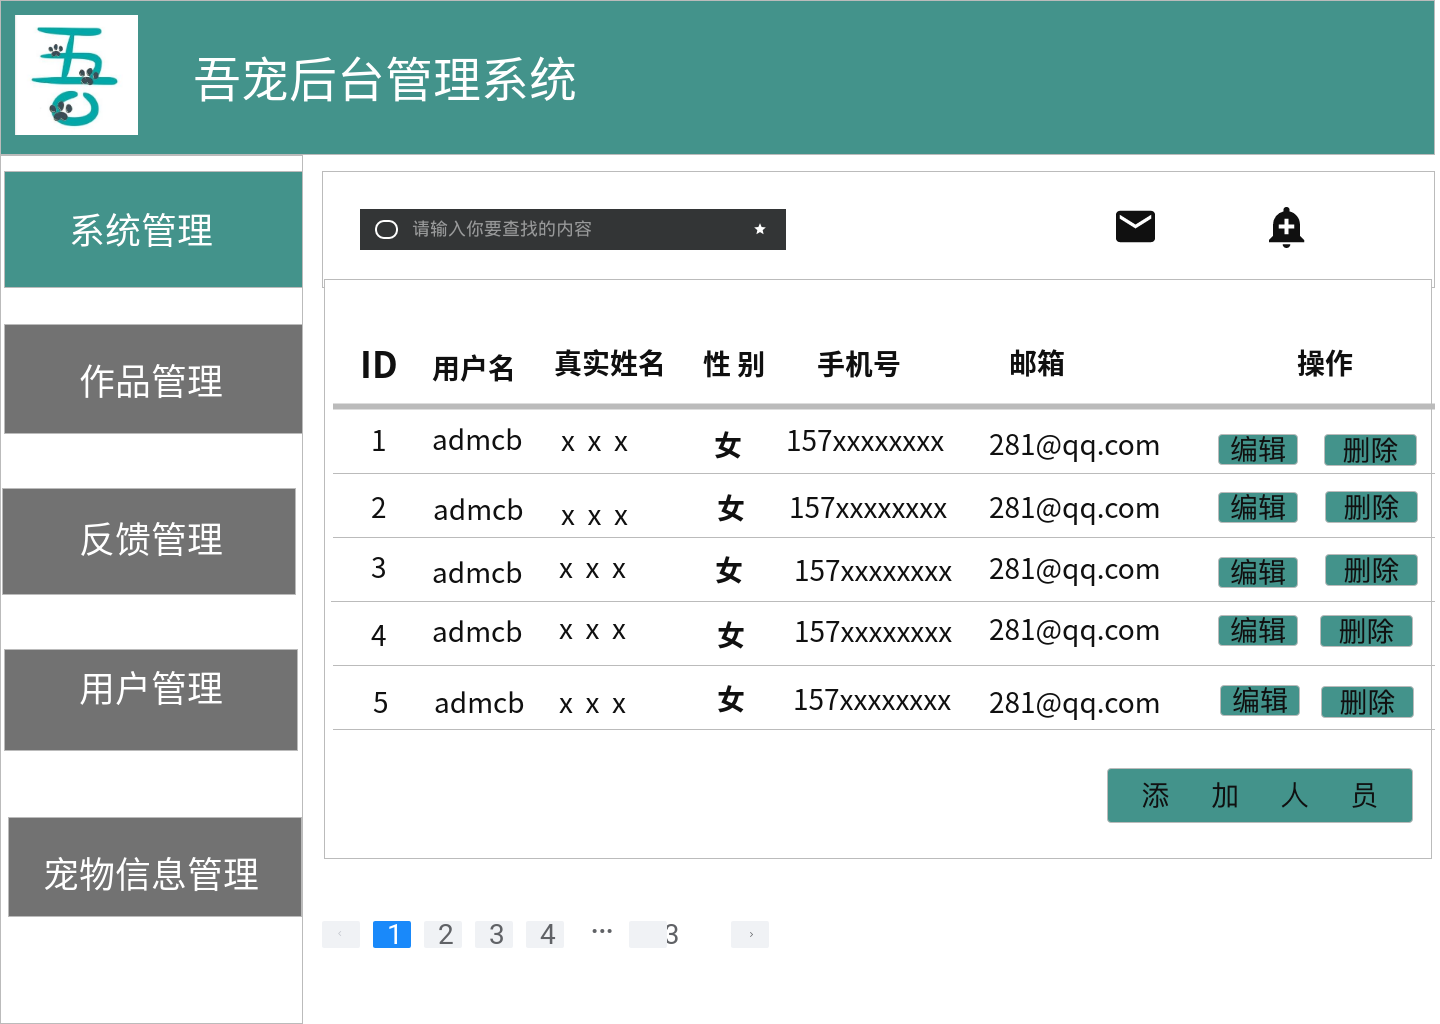 吾宠后台管理系统
系统管理
作品管理
反馈管理
用户管理
宠物信息管理
请输入你要查找的内容
ID 用户名 真实姓名 性 别 手机号 邮箱 操作
1 admcb x x x 女 157xxxxxxxx 281@qq.com 编辑 删除
2 admcb x x x 女 157xxxxxxxx 281@qq.com 编辑 删除
3 admcb x x x 女 157xxxxxxxx 281@qq.com 编辑 删除
4 admcb x x x 女 157xxxxxxxx 281@qq.com 编辑 删除
5 admcb x x x 女 157xxxxxxxx 281@qq.com 编辑 删除
添 加 人 员
‹ 1 2 3 4 ··· 3 ›